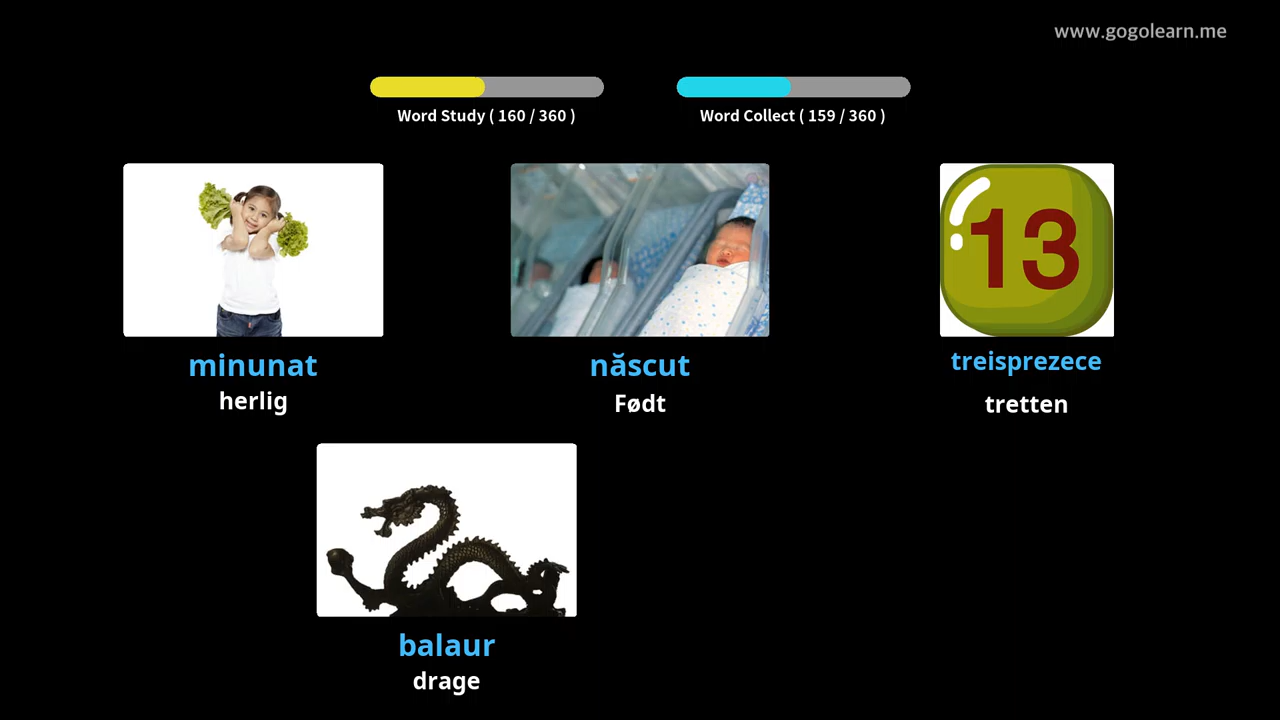 www.gogolearn.me
Word Study ( 160 / 360 )
Word Collect ( 159 / 360 )
13
minunat
herlig
născut
Født
treisprezece
tretten
balaur
drage